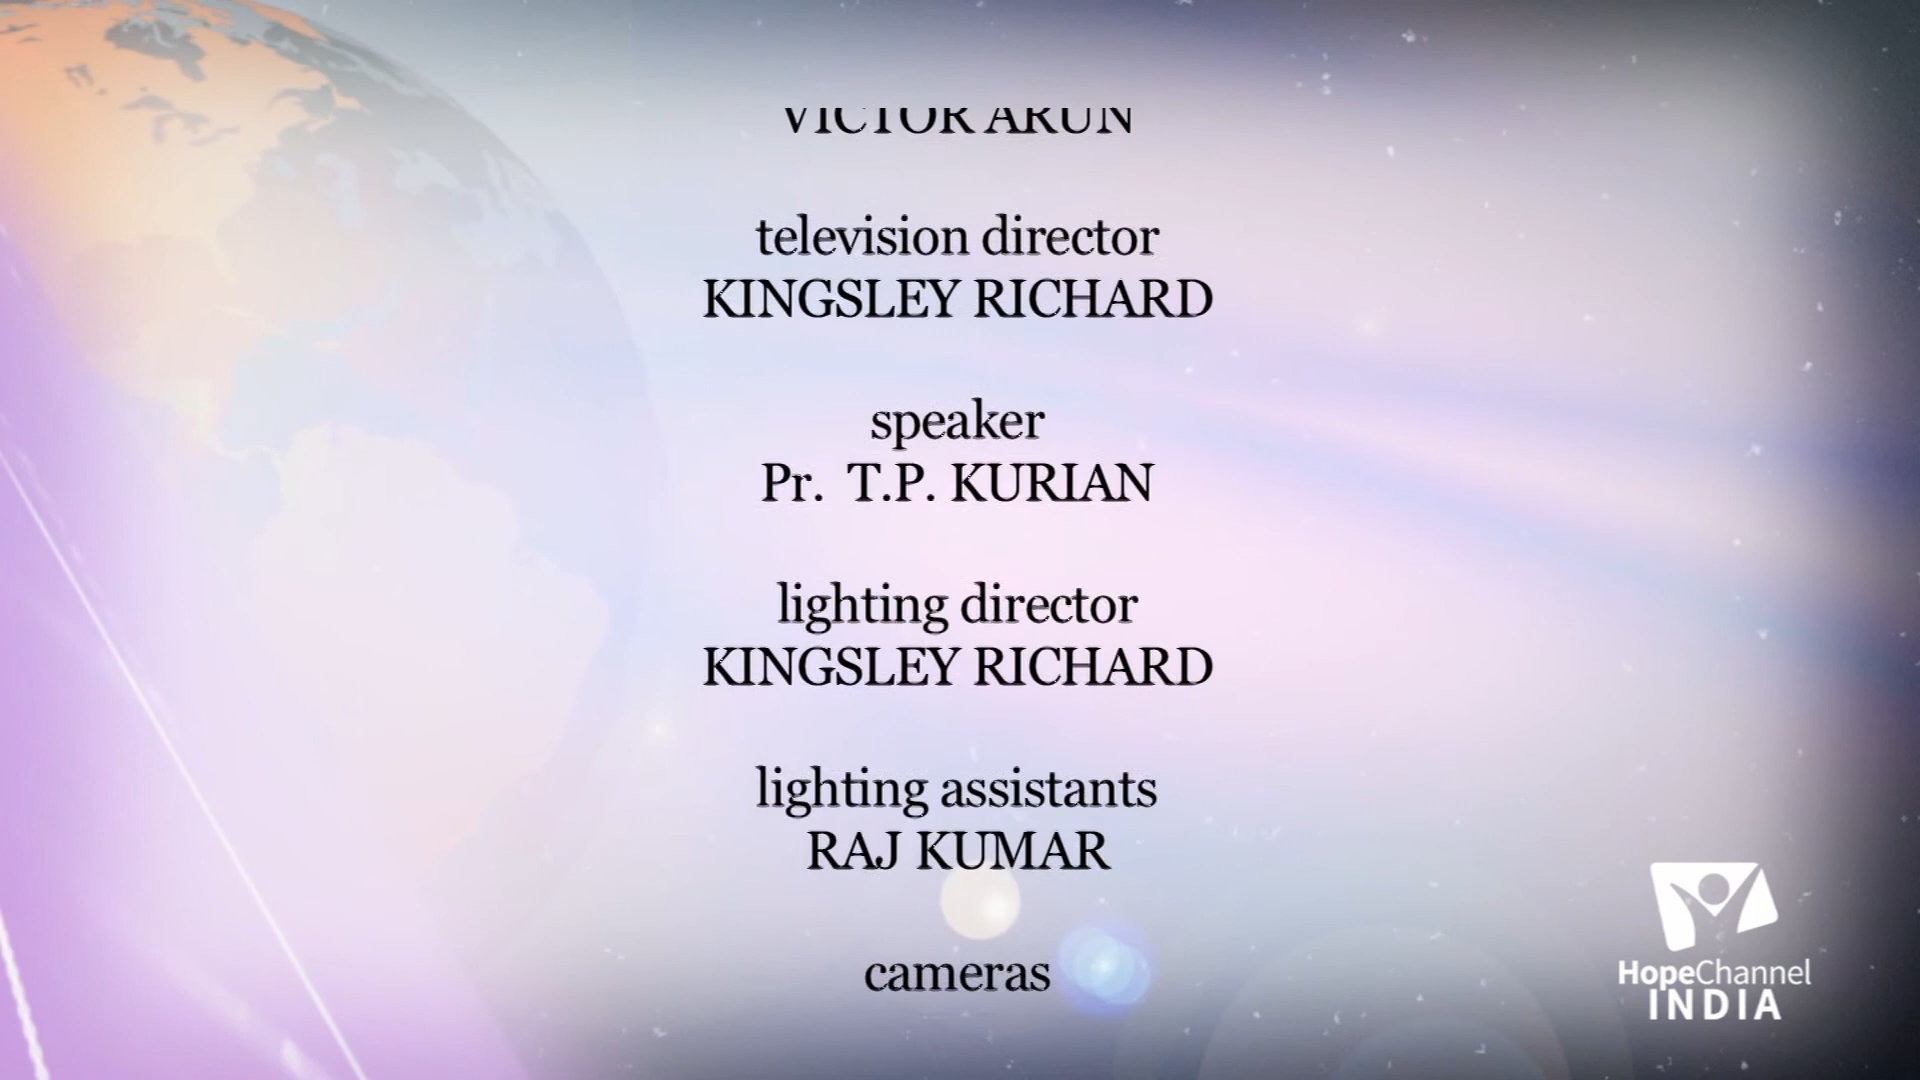 VICTOR ARUN
television director
KINGSLEY RICHARD
speaker
Pr. T.P. KURIAN
lighting director
KINGSLEY RICHARD
lighting assistants
RAJ KUMAR
cameras
HopeChannel
INDIA